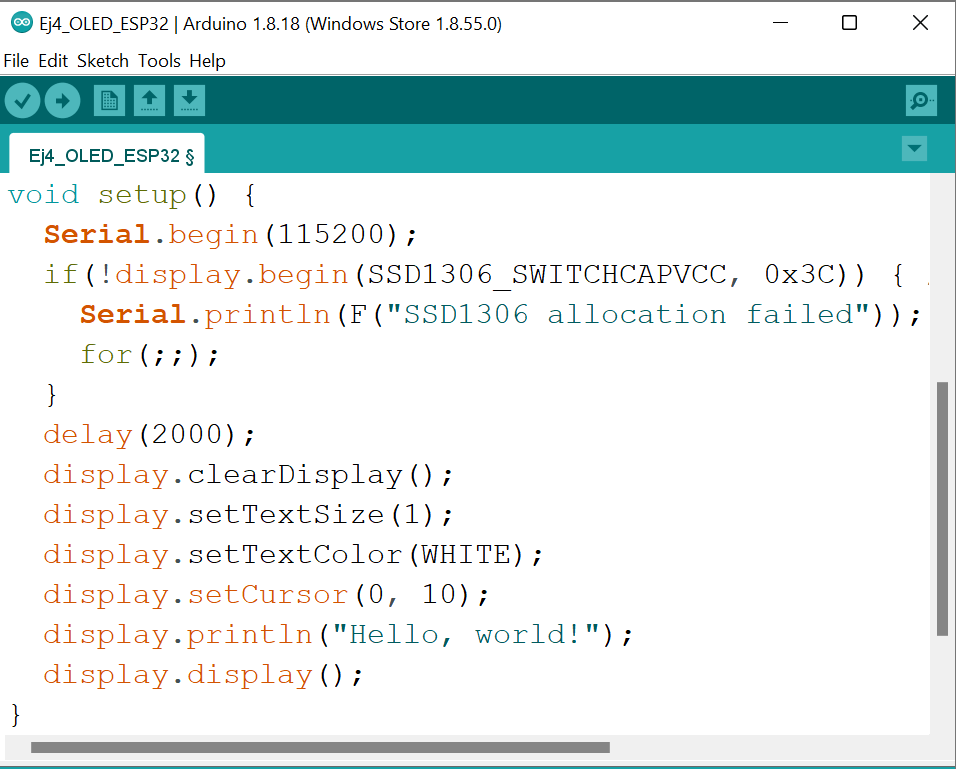 Ej4_OLED_ESP32 | Arduino 1.8.18 (Windows Store 1.8.55.0)
File Edit Sketch Tools Help
Ej4_OLED_ESP32 §
void setup() {
  Serial.begin(115200);
  if(!display.begin(SSD1306_SWITCHCAPVCC, 0x3C)) {
    Serial.println(F("SSD1306 allocation failed"));
    for(;;);
  }
  delay(2000);
  display.clearDisplay();
  display.setTextSize(1);
  display.setTextColor(WHITE);
  display.setCursor(0, 10);
  display.println("Hello, world!");
  display.display();
}